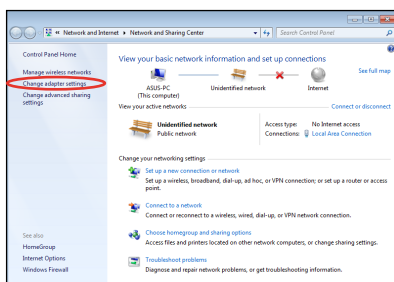 « Network and Internet ▸ Network and Sharing Center
Search Control Panel
Control Panel Home
Manage wireless networks
Change adapter settings
Change advanced sharing
settings
See also
HomeGroup
Internet Options
Windows Firewall
View your basic network information and set up connections
See full map
ASUS-PC
(This computer)
Unidentified network
Internet
View your active networks
Connect or disconnect
Unidentified network
Public network
Access type: No Internet access
Connections: Local Area Connection
Change your networking settings
Set up a new connection or network
Set up a wireless, broadband, dial-up, ad hoc, or VPN connection; or set up a router or access
point.
Connect to a network
Connect or reconnect to a wireless, wired, dial-up, or VPN network connection.
Choose homegroup and sharing options
Access files and printers located on other network computers, or change sharing settings.
Troubleshoot problems
Diagnose and repair network problems, or get troubleshooting information.